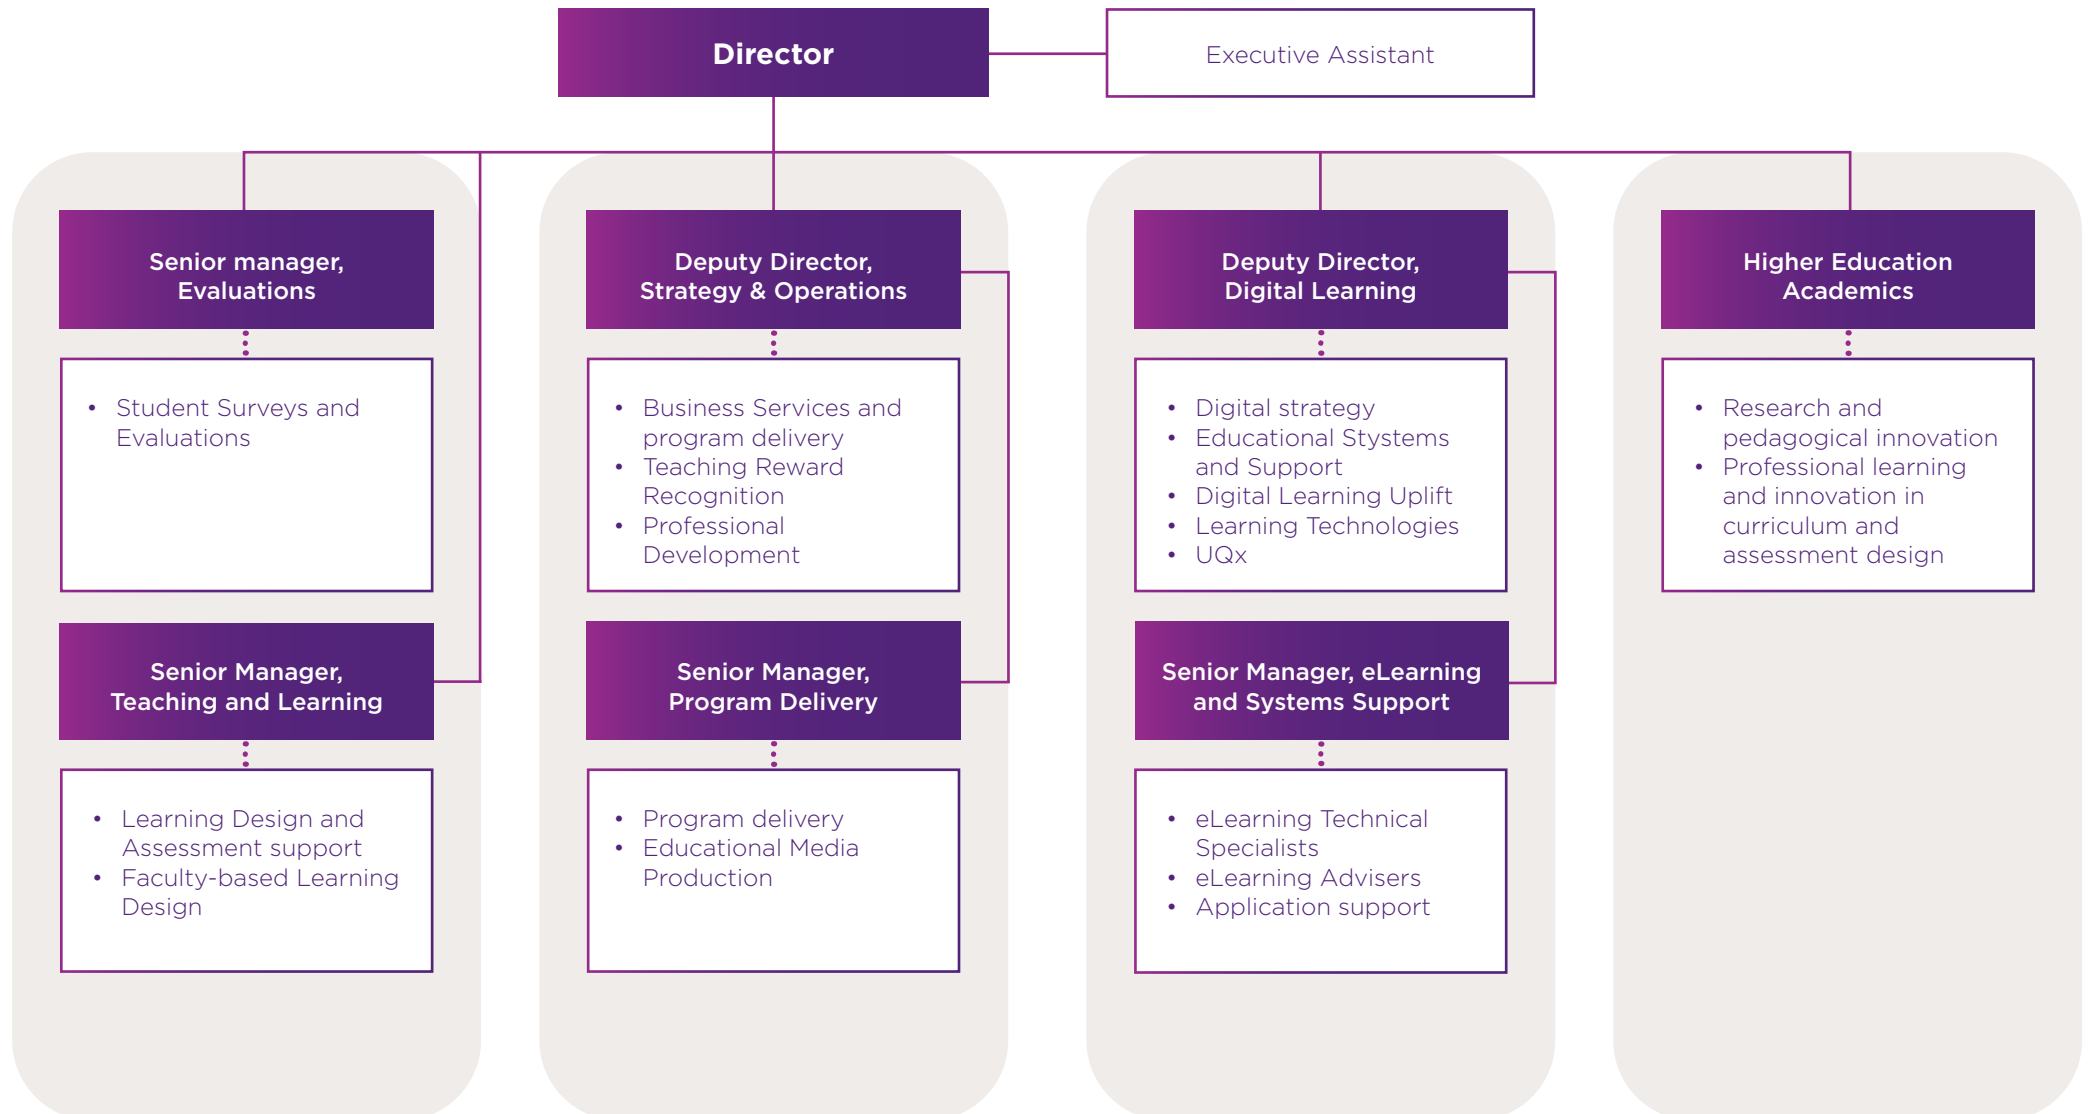 Director
Executive Assistant
Senior manager,
Evaluations
• Student Surveys and
Evaluations
Senior Manager,
Teaching and Learning
• Learning Design and
Assessment support
• Faculty-based Learning
Design
Deputy Director,
Strategy & Operations
• Business Services and
program delivery
• Teaching Reward
Recognition
• Professional
Development
Senior Manager,
Program Delivery
• Program delivery
• Educational Media
Production
Deputy Director,
Digital Learning
• Digital strategy
• Educational Stystems
and Support
• Digital Learning Uplift
• Learning Technologies
• UQx
Senior Manager, eLearning
and Systems Support
• eLearning Technical
Specialists
• eLearning Advisers
• Application support
Higher Education
Academics
• Research and
pedagogical innovation
• Professional learning
and innovation in
curriculum and
assessment design